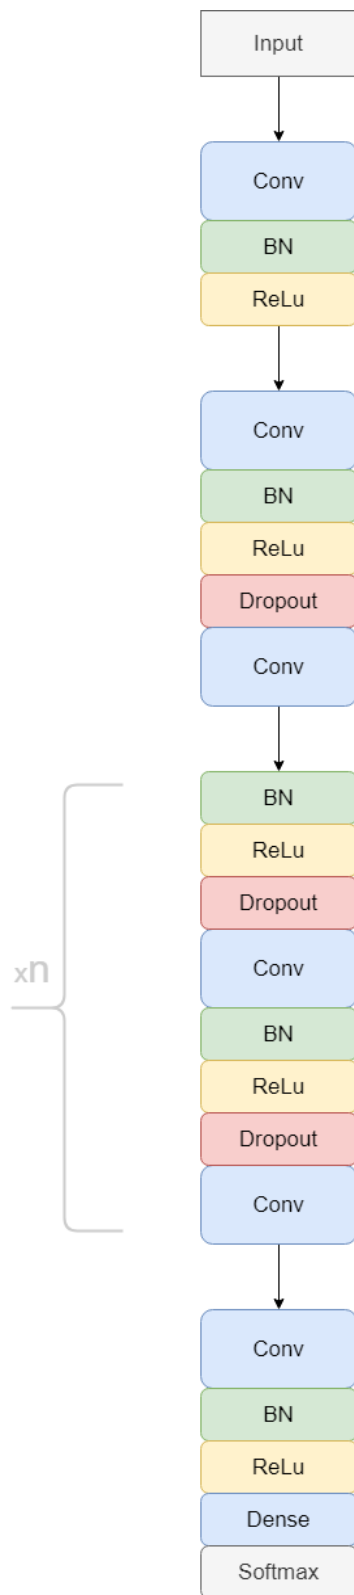 Input
Conv
BN
ReLu
Conv
BN
ReLu
Dropout
Conv
BN
ReLu
Dropout
xn
Conv
BN
ReLu
Dropout
Conv
Conv
BN
ReLu
Dense
Softmax